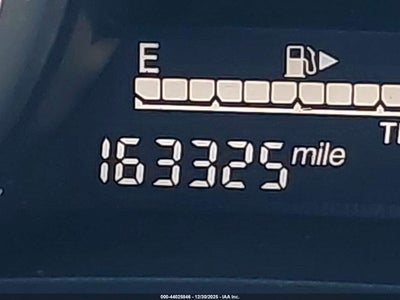 E
163325 mile
000-44025846 - 12/30/2025 - IAA Inc.